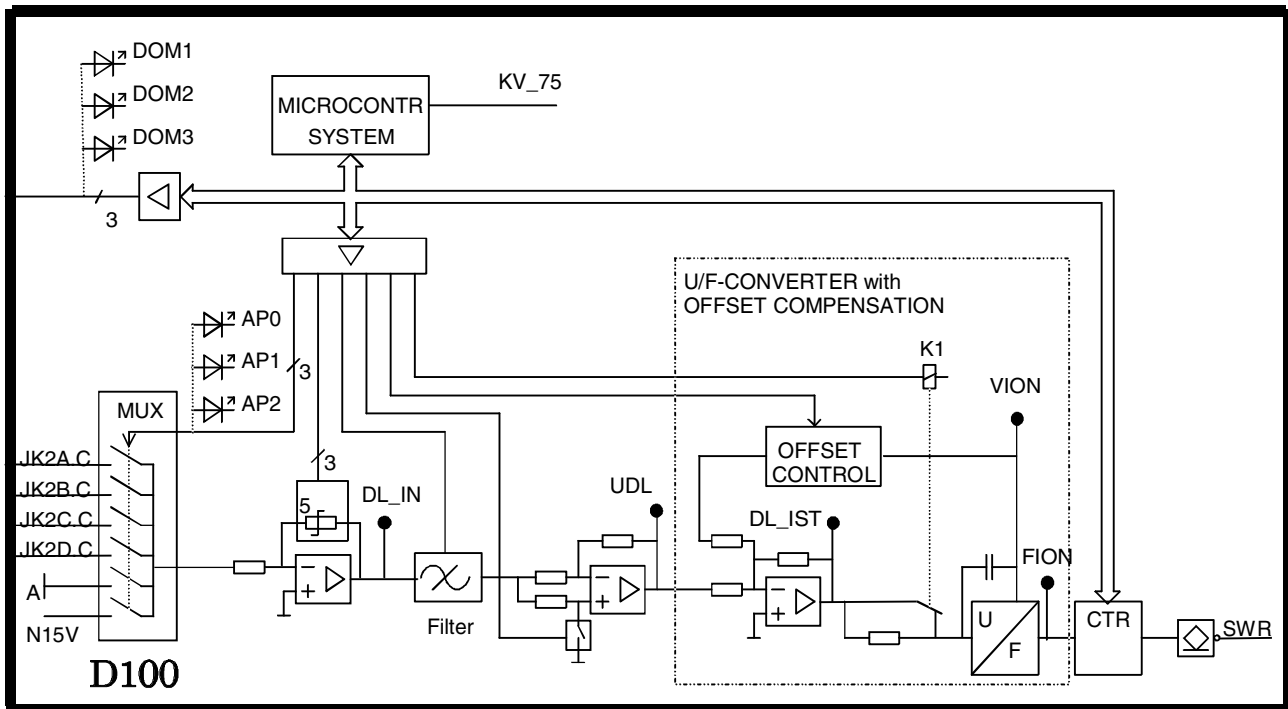 DOM1
DOM2
DOM3
3
MICROCONTR
SYSTEM
KV_75
U/F-CONVERTER with
OFFSET COMPENSATION
AP0
AP1
AP2
3
K1
VION
MUX
OFFSET
CONTROL
3
JK2A.C
JK2B.C
JK2C.C
JK2D.C
A
N15V
5
DL_IN
UDL
DL_IST
FION
Filter
U
F
CTR
SWR
D100